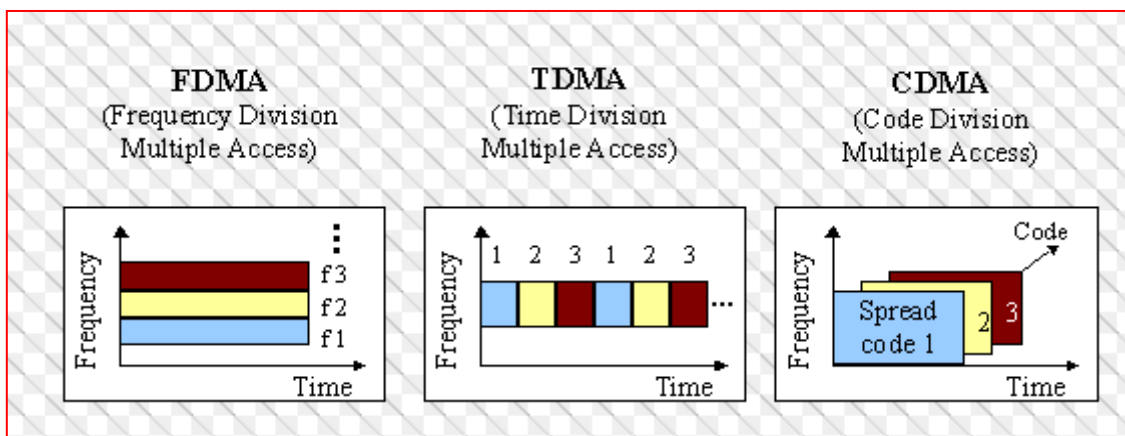 FDMA
(Frequency Division
Multiple Access)
TDMA
(Time Division
Multiple Access)
CDMA
(Code Division
Multiple Access)
Frequency
f3
f2
f1
Time
Frequency
1 2 3 1 2 3
...
Time
Frequency
Code
Spread
code 1
2
3
Time